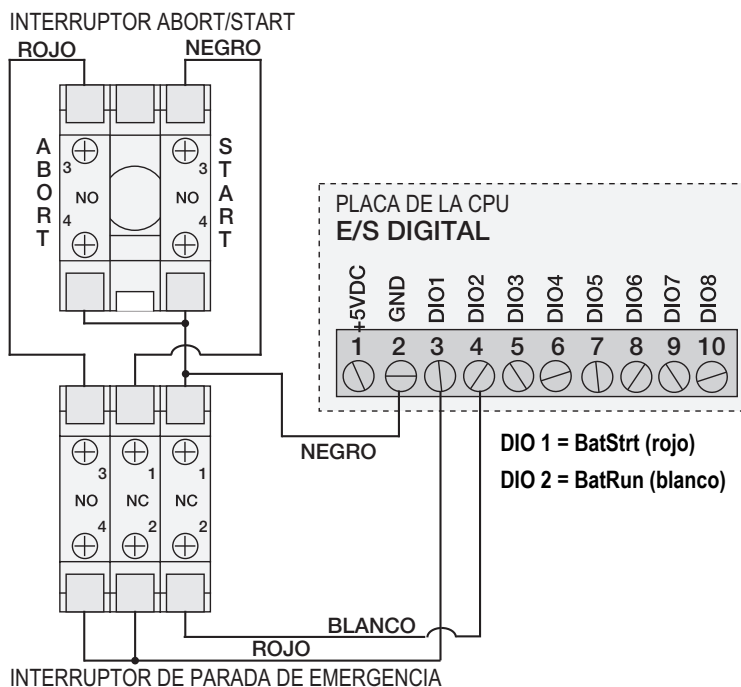 INTERRUPTOR ABORT/START
ROJO
NEGRO
ABORT
3
NO
4
START
3
NO
4
PLACA DE LA CPU
E/S DIGITAL
+5VDC
GND
DIO1
DIO2
DIO3
DIO4
DIO5
DIO6
DIO7
DIO8
1 2 3 4 5 6 7 8 9 10
NEGRO
DIO 1 = BatStrt (rojo)
DIO 2 = BatRun (blanco)
3 1 1
NO NC NC
4 2 2
BLANCO
ROJO
INTERRUPTOR DE PARADA DE EMERGENCIA